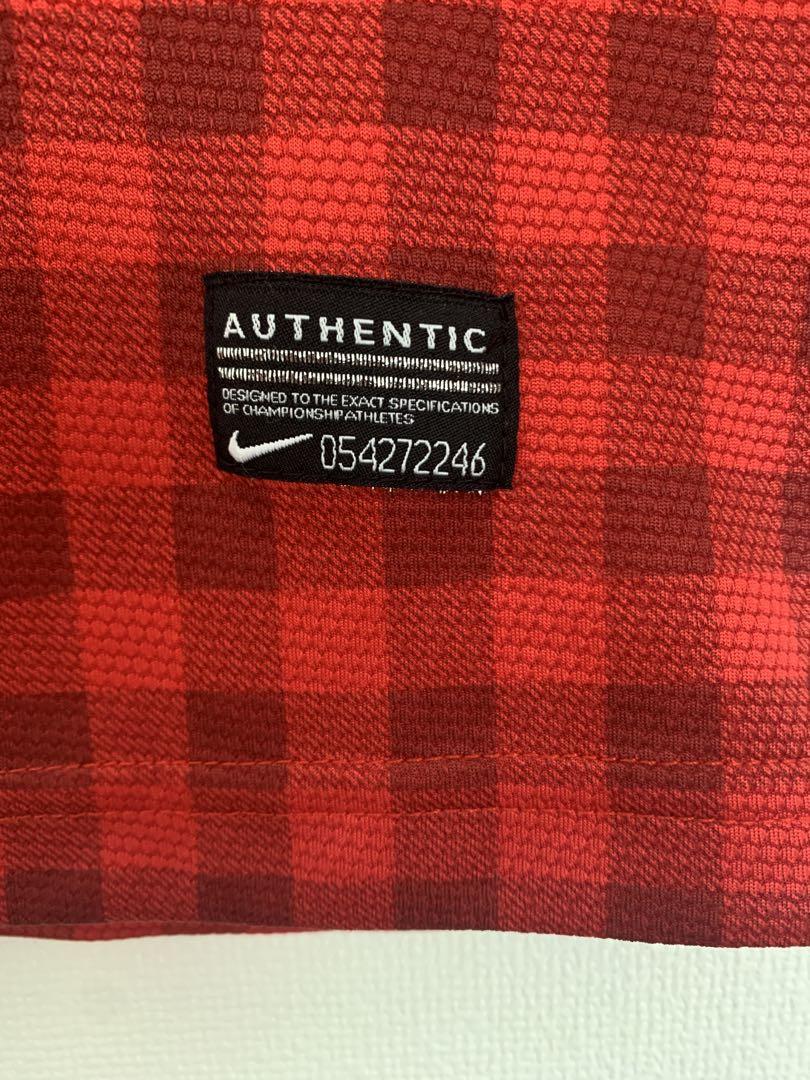 AUTHENTIC
DESIGNED TO THE EXACT SPECIFICATIONS
OF CHAMPIONSHIP ATHLETES
054272246